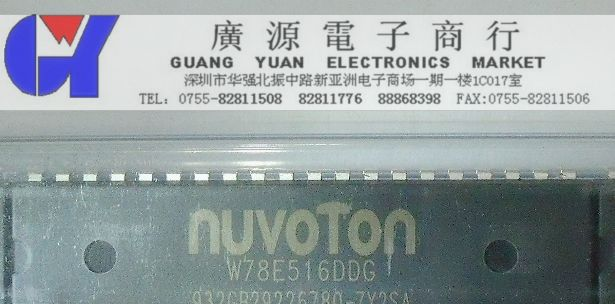 廣源電子商行
GUANG YUAN ELECTRONICS MARKET
深圳市华强北振中路新亚洲电子商场一期一楼1C017室
TEL: 0755-82811508 82811776 88868398 FAX:0755-82811506
nuvoTon
W78E516DDG